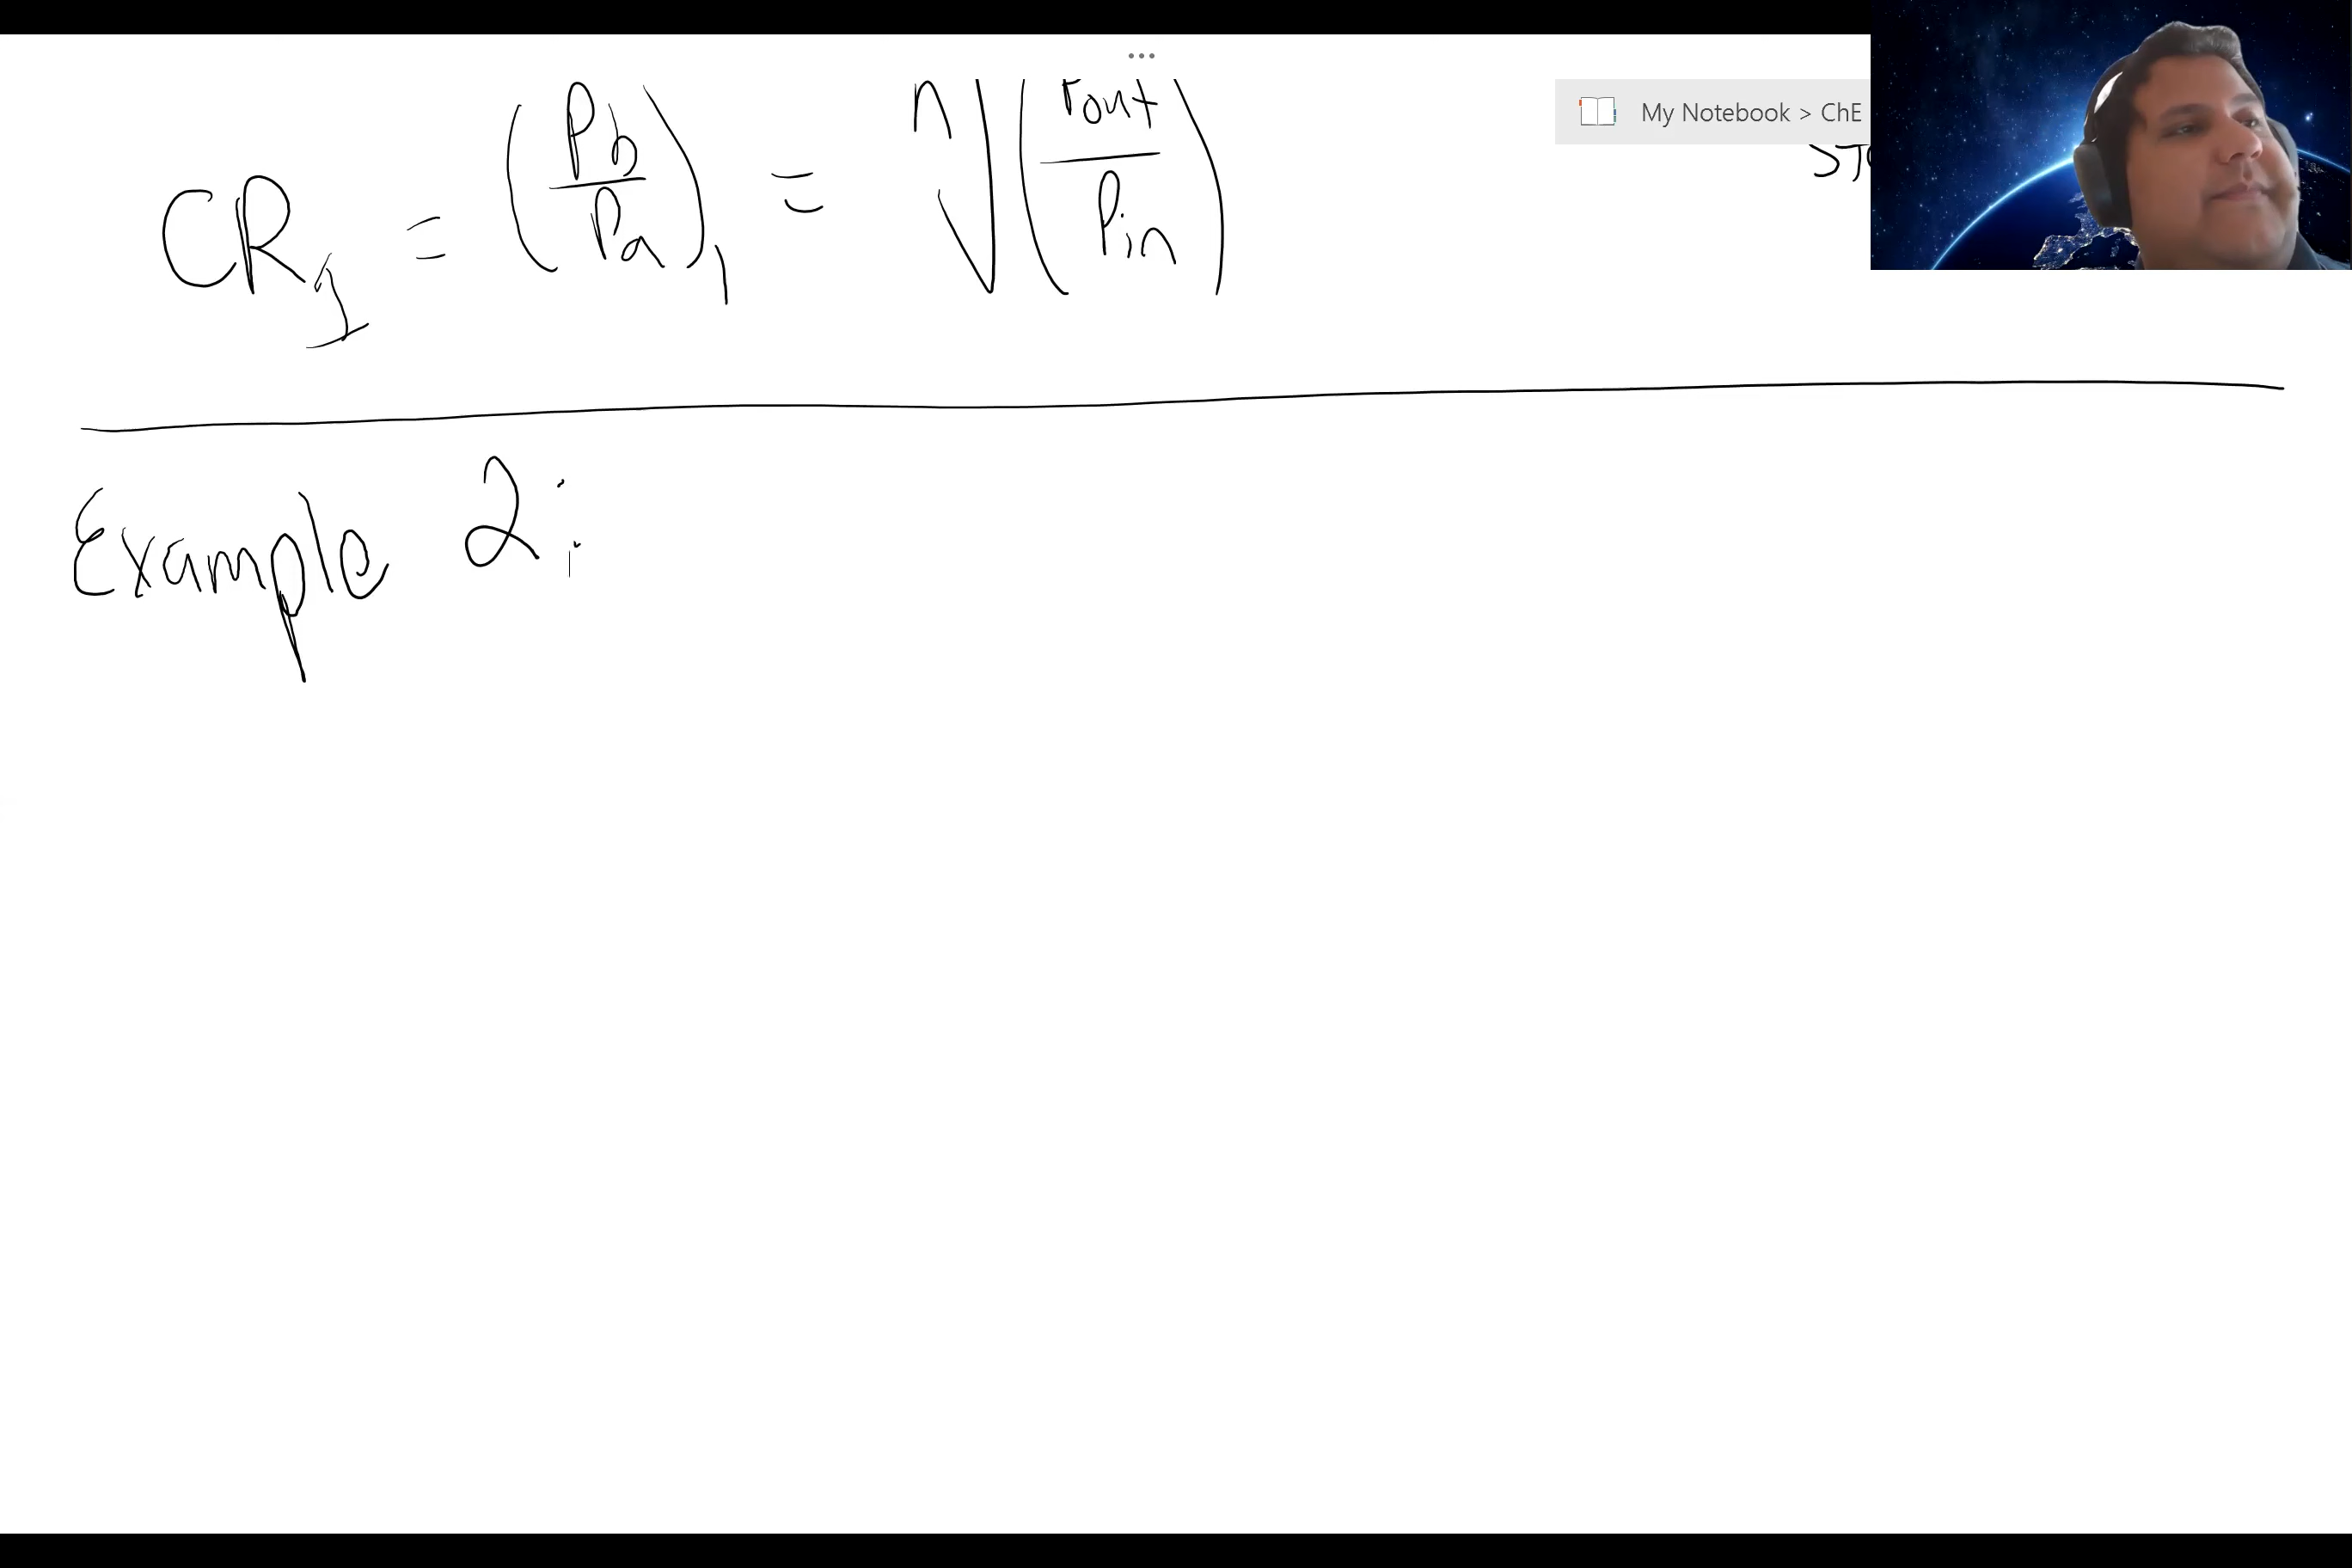 My Notebook > ChE
CR₁ = (Pb/Pa)₁ = ⁿ√(Pout/Pin)
Example 2: